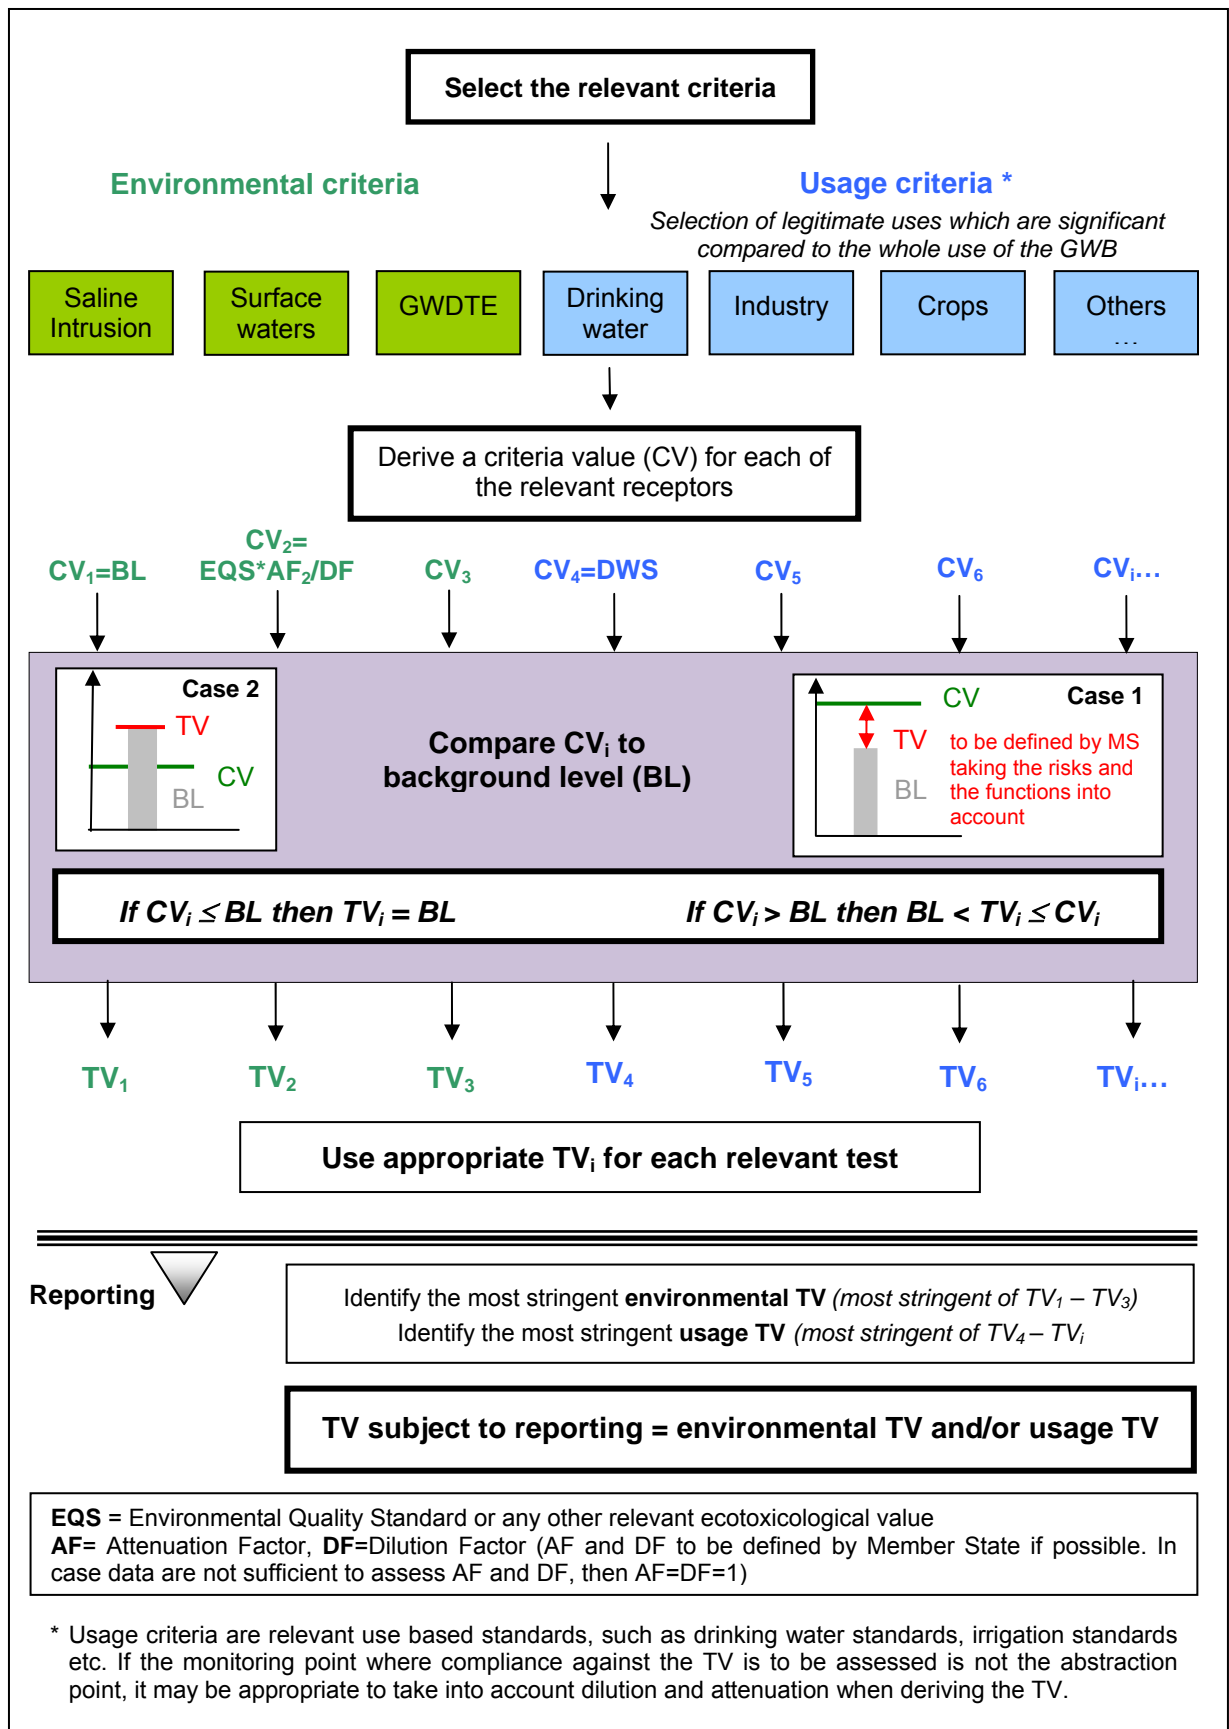 Select the relevant criteria
Environmental criteria
Usage criteria *
Selection of legitimate uses which are significant
compared to the whole use of the GWB
Saline
Intrusion
Surface
waters
GWDTE
Drinking
water
Industry
Crops
Others
…
Derive a criteria value (CV) for each of
the relevant receptors
CV₁=BL
CV₂=
EQS*AF₂/DF
CV₃
CV₄=DWS
CV₅
CV₆
CVᵢ…
Case 2
TV
CV
BL
Compare CVᵢ to
background level (BL)
Case 1
CV
TV
BL
to be defined by MS
taking the risks and
the functions into
account
If CVᵢ ≤ BL then TVᵢ = BL
If CVᵢ > BL then BL < TVᵢ ≤ CVᵢ
TV₁
TV₂
TV₃
TV₄
TV₅
TV₆
TVᵢ…
Use appropriate TVᵢ for each relevant test
Reporting
Identify the most stringent environmental TV (most stringent of TV₁ – TV₃)
Identify the most stringent usage TV (most stringent of TV₄ – TVᵢ
TV subject to reporting = environmental TV and/or usage TV
EQS = Environmental Quality Standard or any other relevant ecotoxicological value
AF= Attenuation Factor, DF=Dilution Factor (AF and DF to be defined by Member State if possible. In
case data are not sufficient to assess AF and DF, then AF=DF=1)
* Usage criteria are relevant use based standards, such as drinking water standards, irrigation standards
etc. If the monitoring point where compliance against the TV is to be assessed is not the abstraction
point, it may be appropriate to take into account dilution and attenuation when deriving the TV.